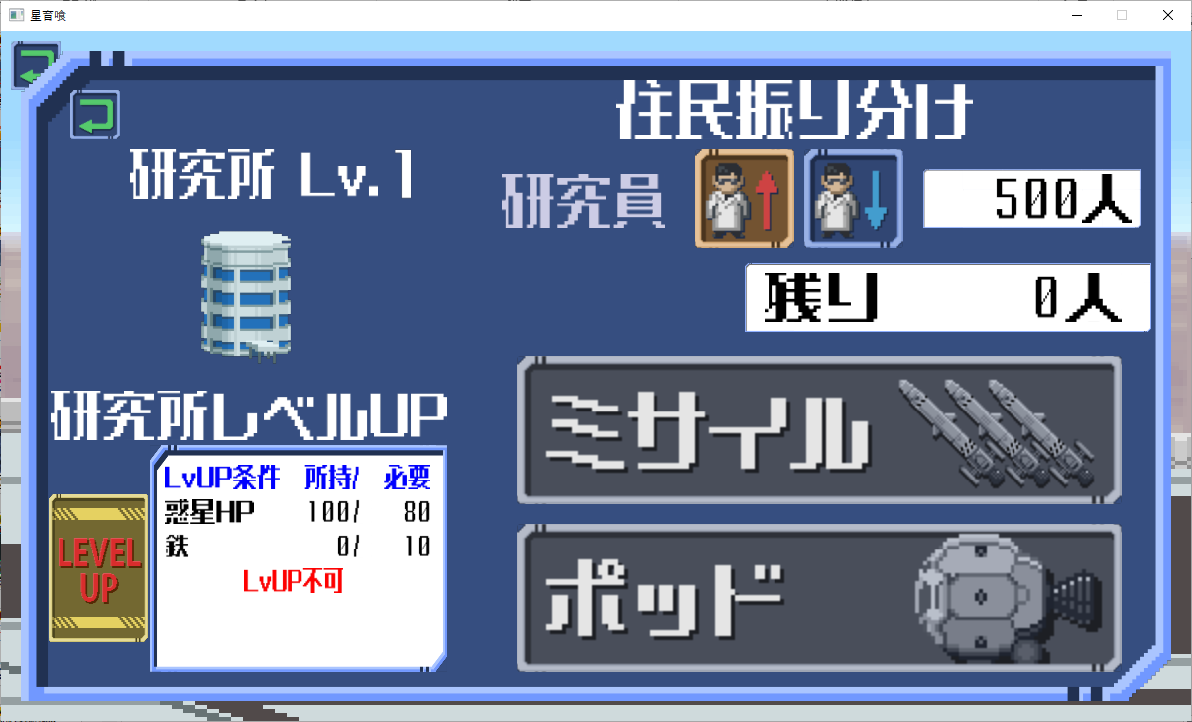 星育喰
住民振り分け
研究所 Lv.1
研究員
500人
残り 0人
研究所レベルUP
LvUP条件 所持/ 必要
惑星HP 100/ 80
鉄 0/ 10
LvUP不可
LEVEL
UP
ミサイル
ポッド